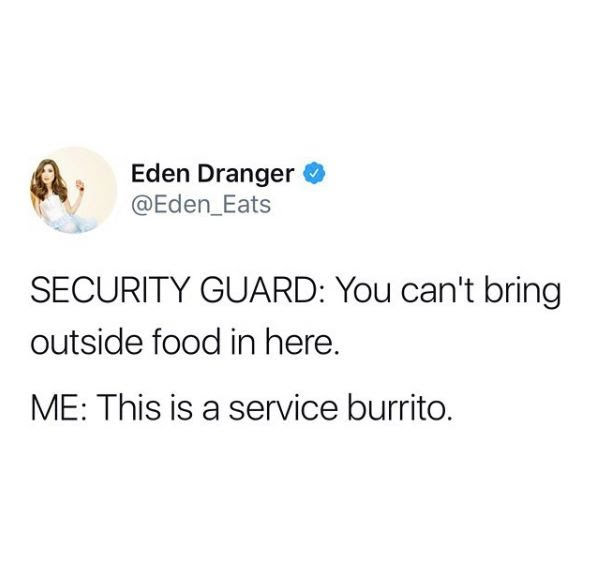 Eden Dranger
@Eden_Eats
SECURITY GUARD: You can't bring
outside food in here.
ME: This is a service burrito.